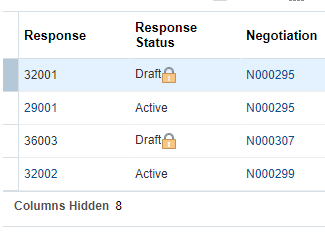 Response Response Status Negotiation
32001 Draft N000295
29001 Active N000295
36003 Draft N000307
32002 Active N000299
Columns Hidden 8